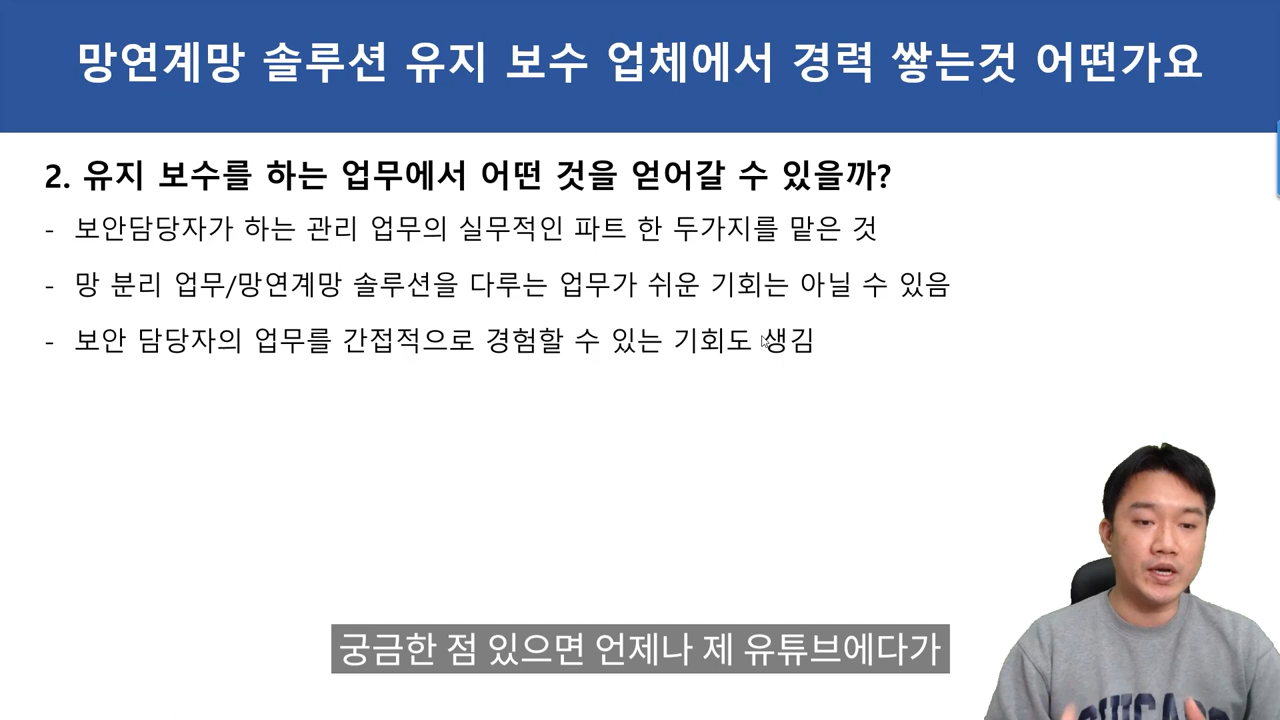 망연계망 솔루션 유지 보수 업체에서 경력 쌓는것 어떤가요
2. 유지 보수를 하는 업무에서 어떤 것을 얻어갈 수 있을까?
- 보안담당자가 하는 관리 업무의 실무적인 파트 한 두가지를 맡은 것
- 망 분리 업무/망연계망 솔루션을 다루는 업무가 쉬운 기회는 아닐 수 있음
- 보안 담당자의 업무를 간접적으로 경험할 수 있는 기회도 생김
궁금한 점 있으면 언제나 제 유튜브에다가